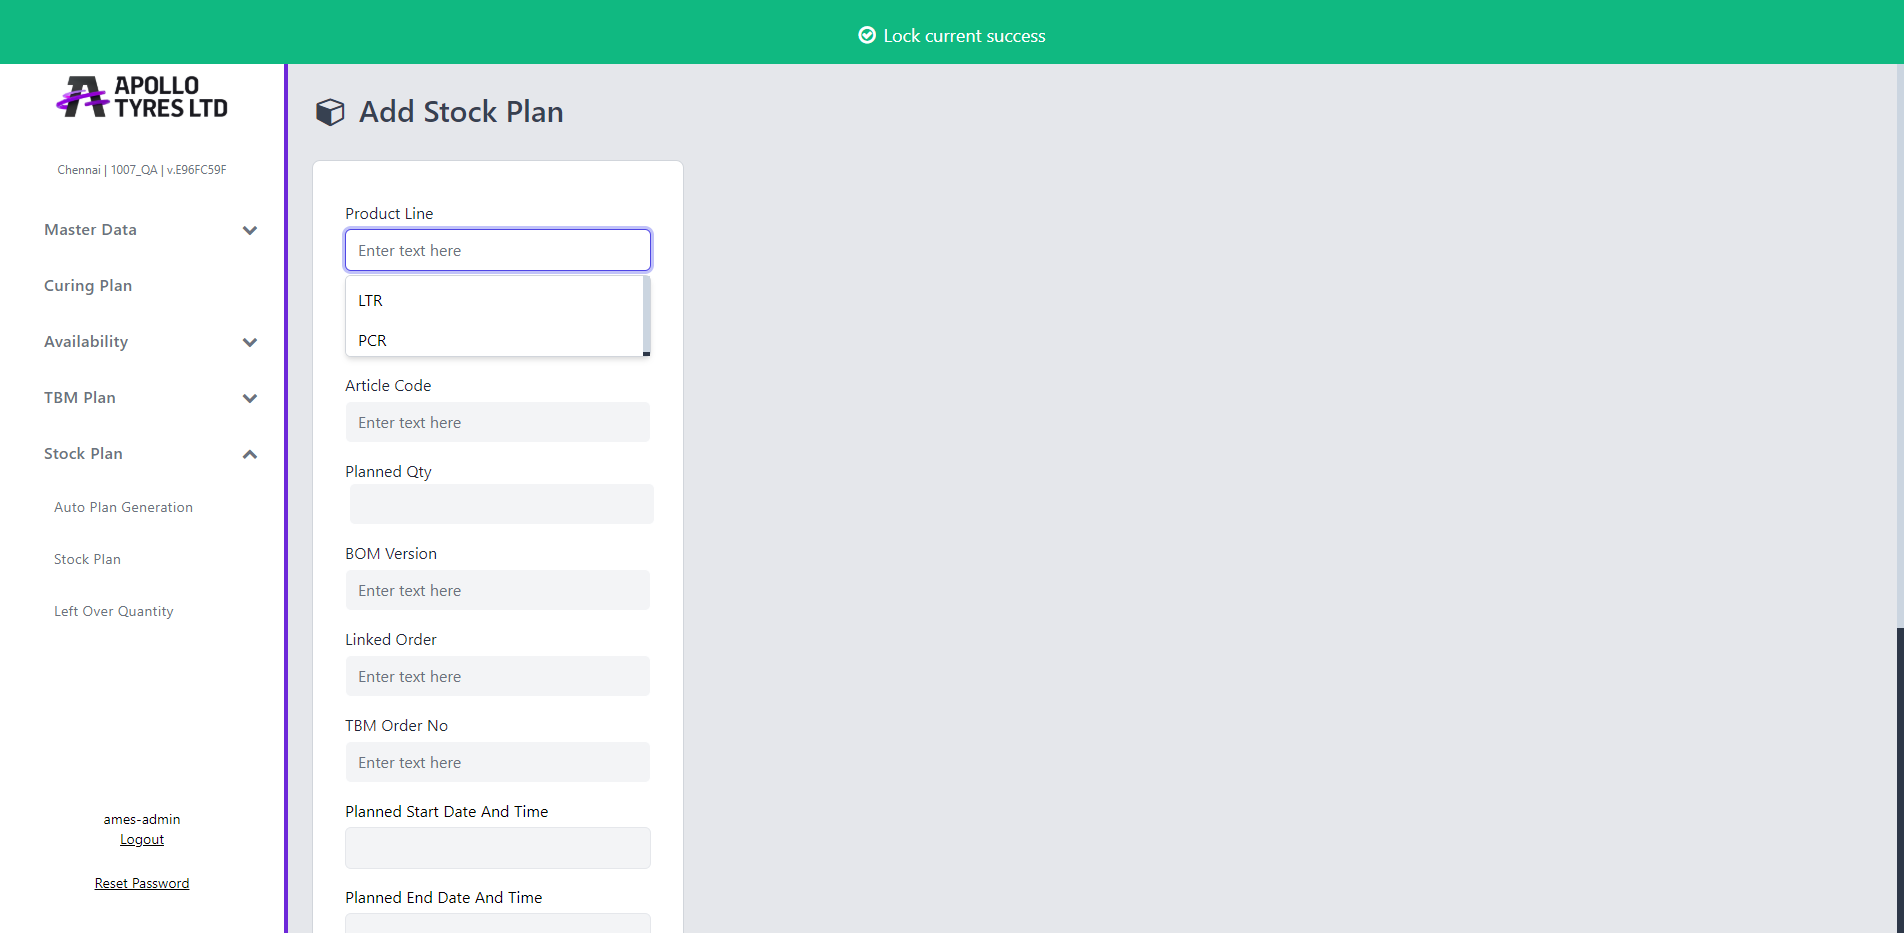 Lock current success
APOLLO
TYRES LTD
Chennai | 1007_QA | v.E96FC59F
Master Data
Curing Plan
Availability
TBM Plan
Stock Plan
Auto Plan Generation
Stock Plan
Left Over Quantity
ames-admin
Logout
Reset Password
Add Stock Plan
Product Line
Enter text here
LTR
PCR
Article Code
Enter text here
Planned Qty
BOM Version
Enter text here
Linked Order
Enter text here
TBM Order No
Enter text here
Planned Start Date And Time
Planned End Date And Time